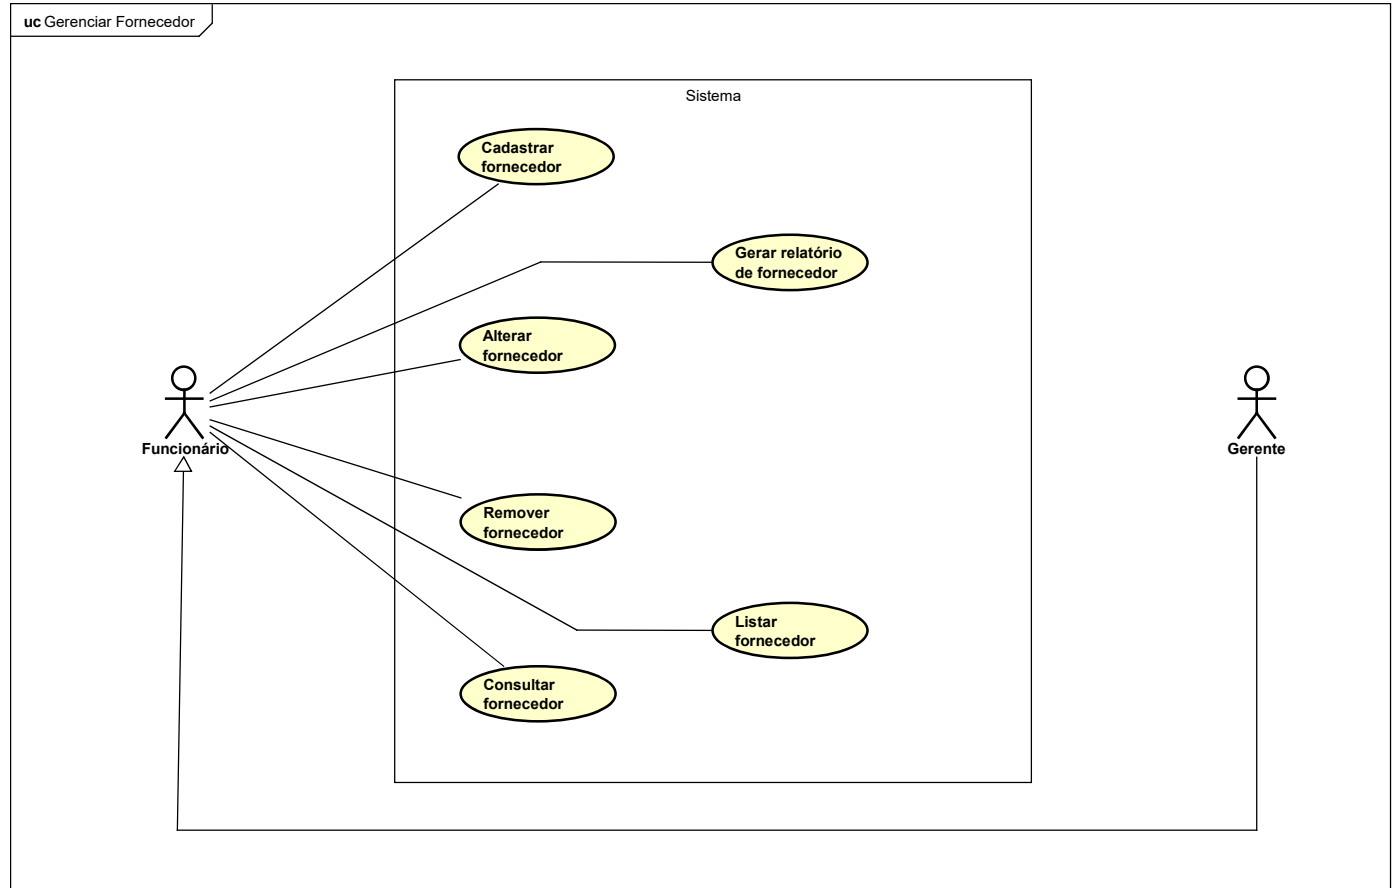 uc Gerenciar Fornecedor
Sistema
Cadastrar
fornecedor
Gerar relatório
de fornecedor
Alterar
fornecedor
Funcionário
Gerente
Remover
fornecedor
Listar
fornecedor
Consultar
fornecedor